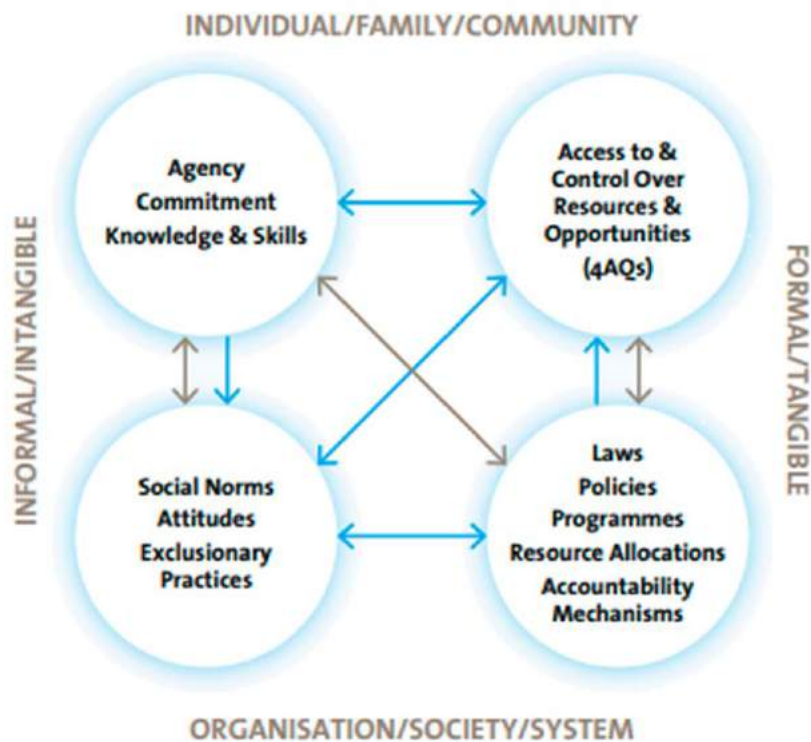 INDIVIDUAL/FAMILY/COMMUNITY
Agency
Commitment
Knowledge & Skills
Access to &
Control Over
Resources &
Opportunities
(4AQs)
INFORMAL/INTANGIBLE
FORMAL/TANGIBLE
Social Norms
Attitudes
Exclusionary
Practices
Laws
Policies
Programmes
Resource Allocations
Accountability
Mechanisms
ORGANISATION/SOCIETY/SYSTEM